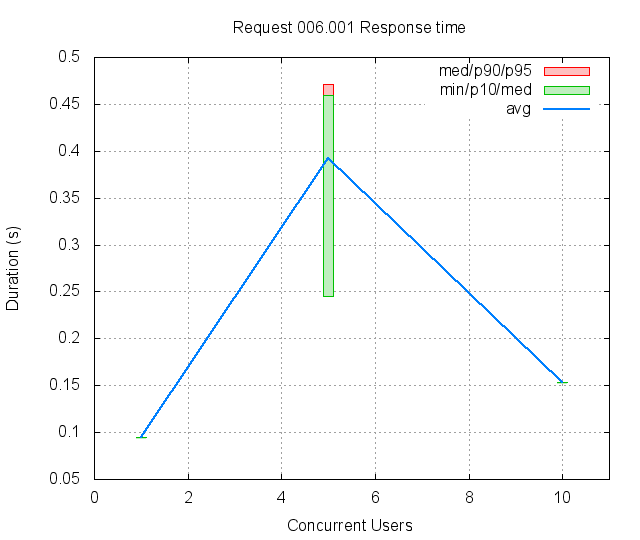 Request 006.001 Response time
med/p90/p95
min/p10/med
avg
0.5
0.45
0.4
0.35
0.3
0.25
0.2
0.15
0.1
0.05
Duration (s)
0 2 4 6 8 10
Concurrent Users